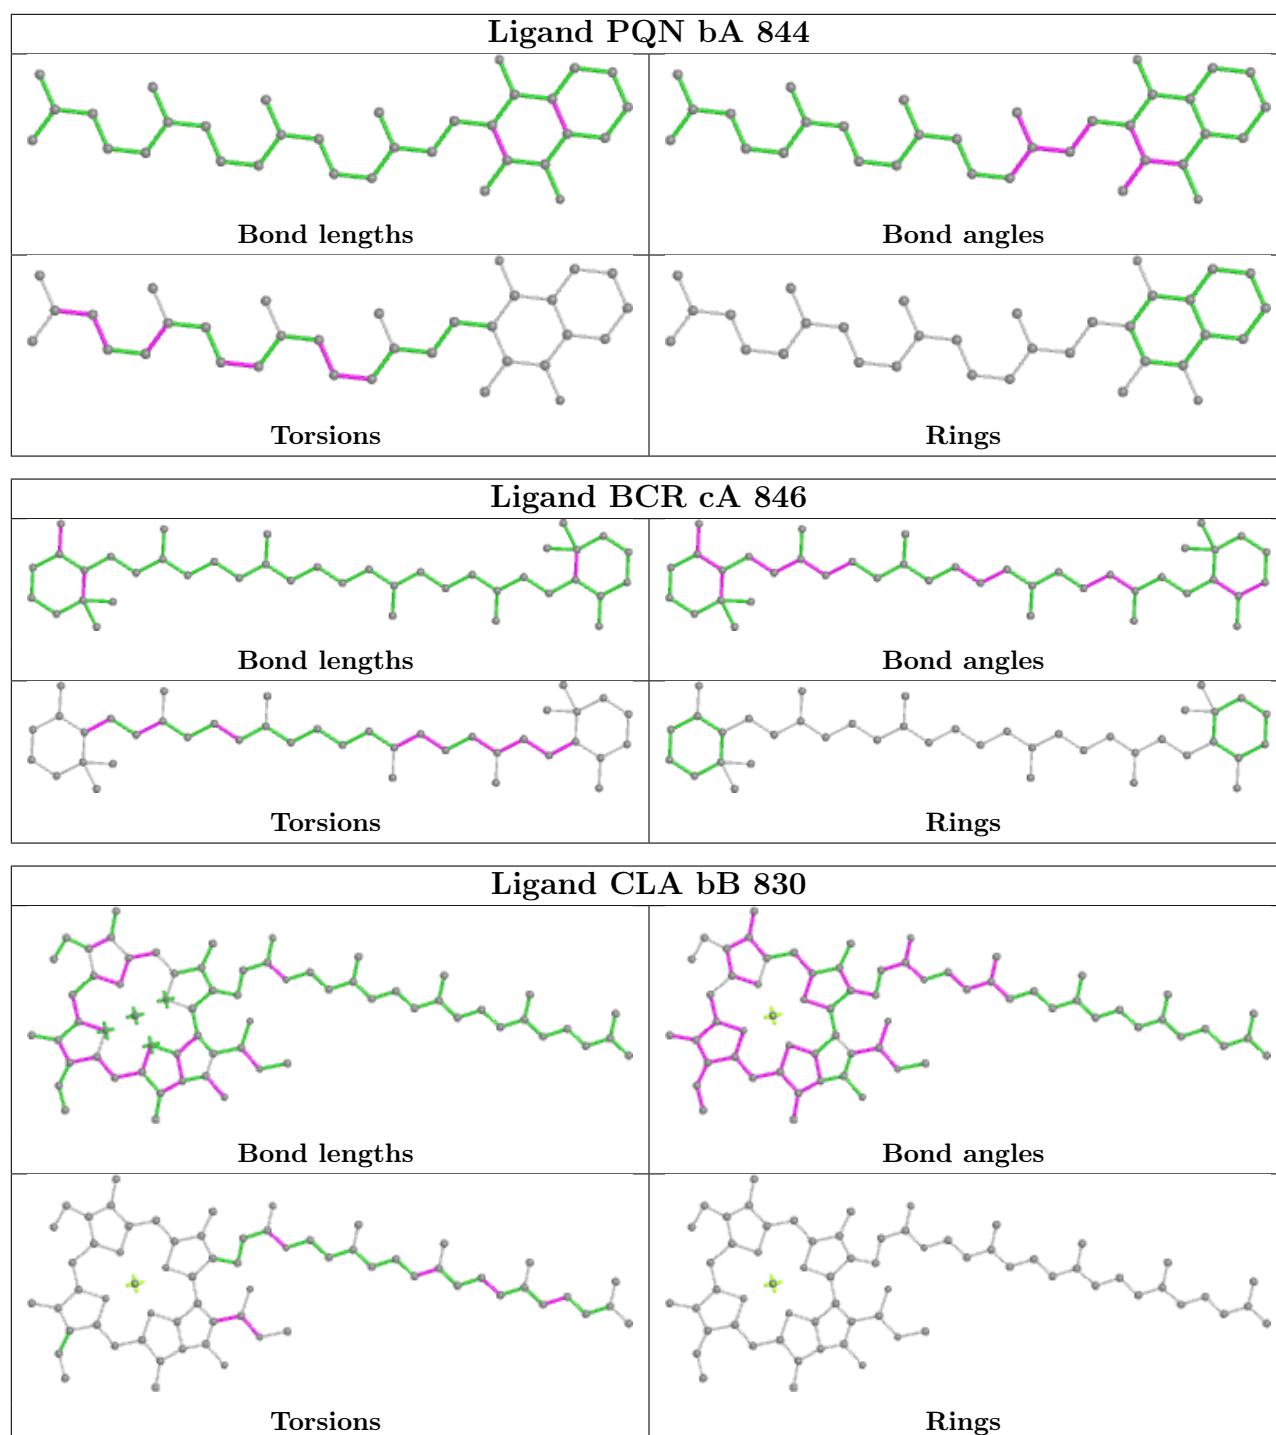 Ligand PQN bA 844
Bond lengths
Bond angles
Torsions
Rings
Ligand BCR cA 846
Bond lengths
Bond angles
Torsions
Rings
Ligand CLA bB 830
Bond lengths
Bond angles
Torsions
Rings